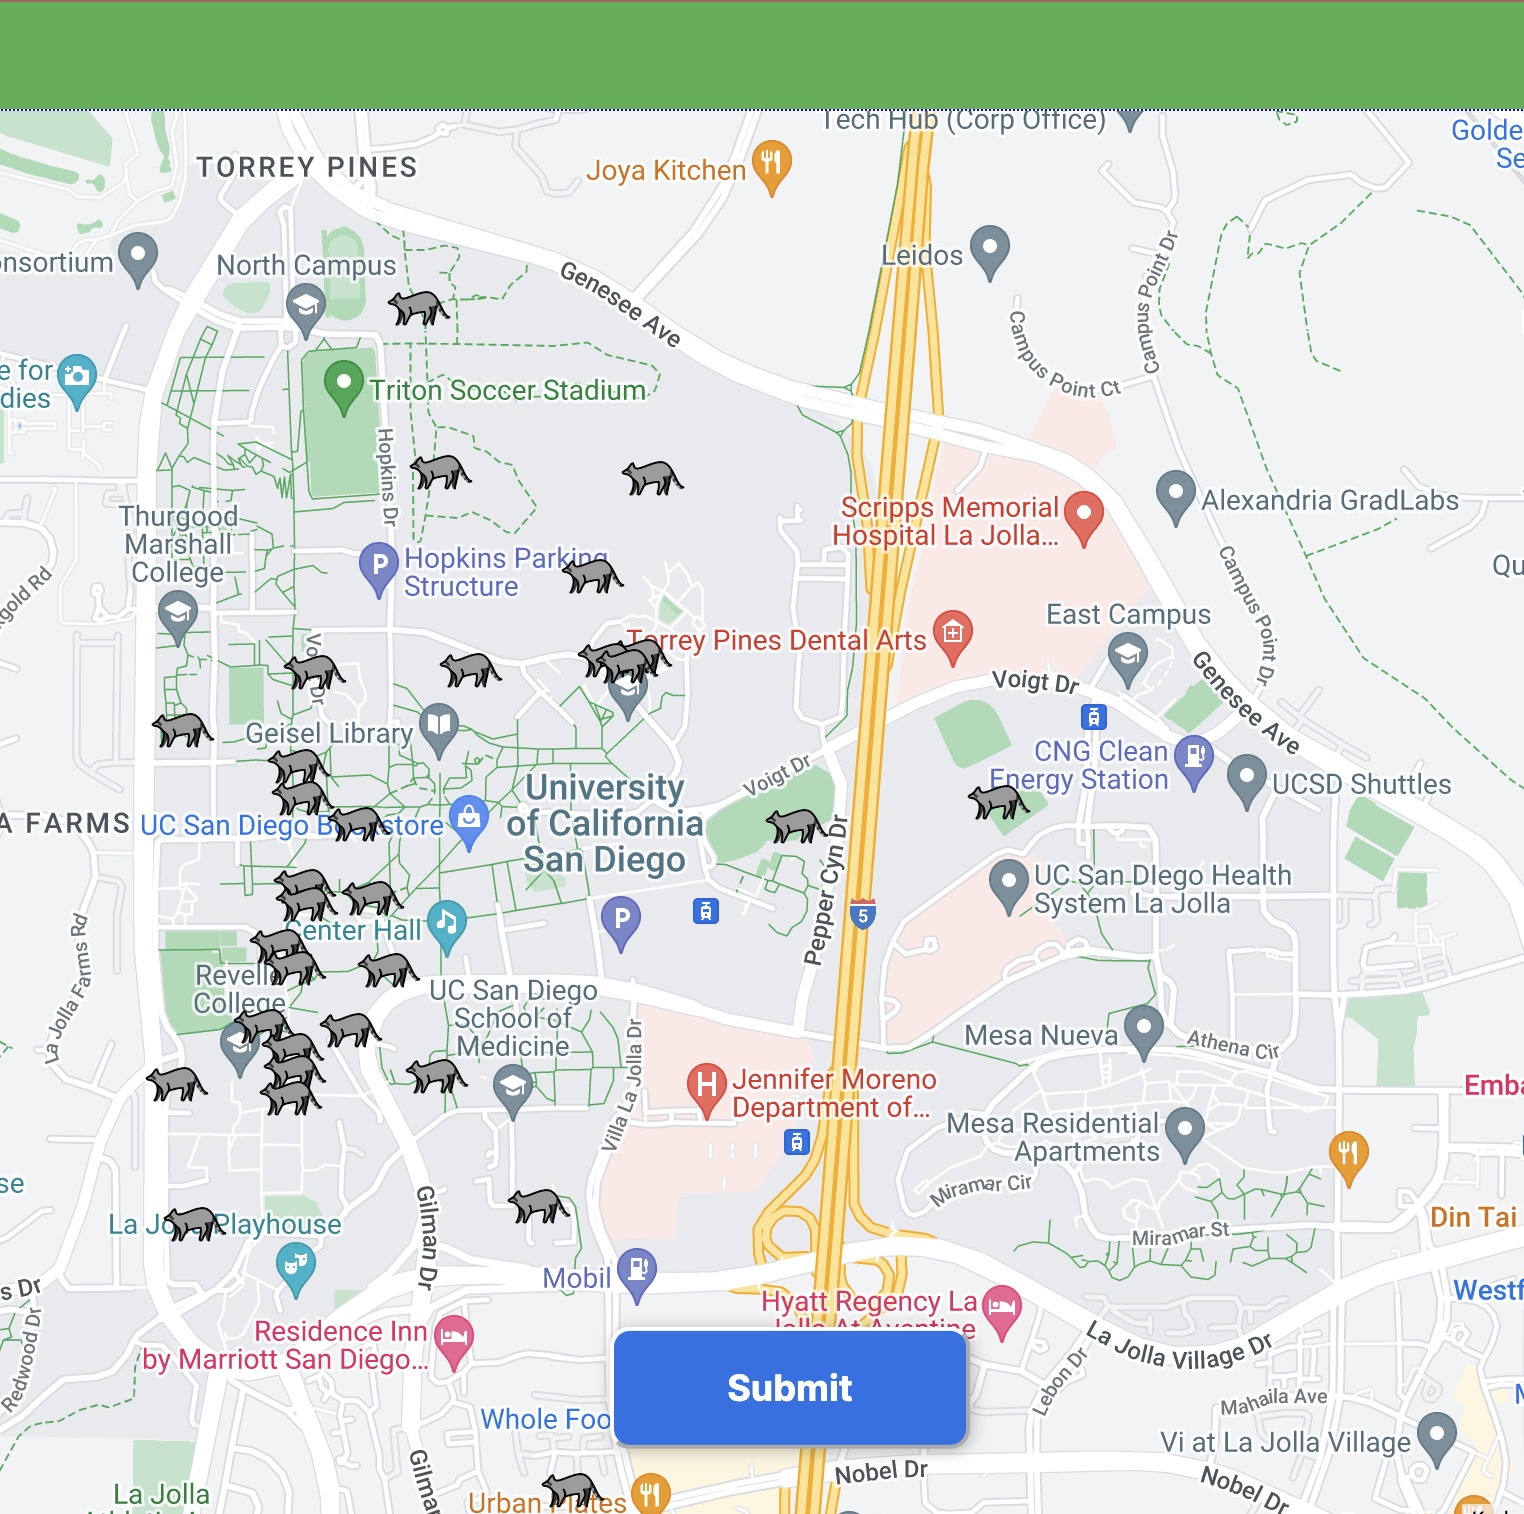 Tech Hub (Corp Office)
Golde
Se
TORREY PINES
Joya Kitchen
onsortium
North Campus
Leidos
Genesee Ave
Campus Point Dr
Campus Point Ct
e for
dies
Triton Soccer Stadium
Hopkins Dr
Scripps Memorial
Hospital La Jolla...
Alexandria GradLabs
Thurgood
Marshall
College
Hopkins Parking
Structure
P
Qu
gold Rd
Campus Point Dr
East Campus
Torrey Pines Dental Arts
Voigt Dr
Genesee Ave
Geisel Library
CNG Clean
Energy Station
UCSD Shuttles
Voigt Dr
University
of California
San Diego
A FARMS
UC San Diego B store
Pepper Cyn Dr
UC San DIego Health
System La Jolla
P
5
Center Hall
La Jolla Farms Rd
Revelle
College
UC San Diego
School of
Medicine
Mesa Nueva
Athena Cir
Villa La Jolla Dr
H
Jennifer Moreno
Department of...
Emba
Mesa Residential
Apartments
Miramar Cir
se
La Jo Playhouse
Gilman Dr
Din Tai
Miramar St
Mobil
s Dr
Westf
Hyatt Regency La
Jolla At Aventine
Redwood Dr
Residence Inn
by Marriott San Diego...
La Jolla Village Dr
Submit
Lebon Dr
Mahaila Ave
Whole Foo
Vi at La Jolla Village
Gilman
Nobel Dr
Nobel Dr
La Jolla
Urban Plates